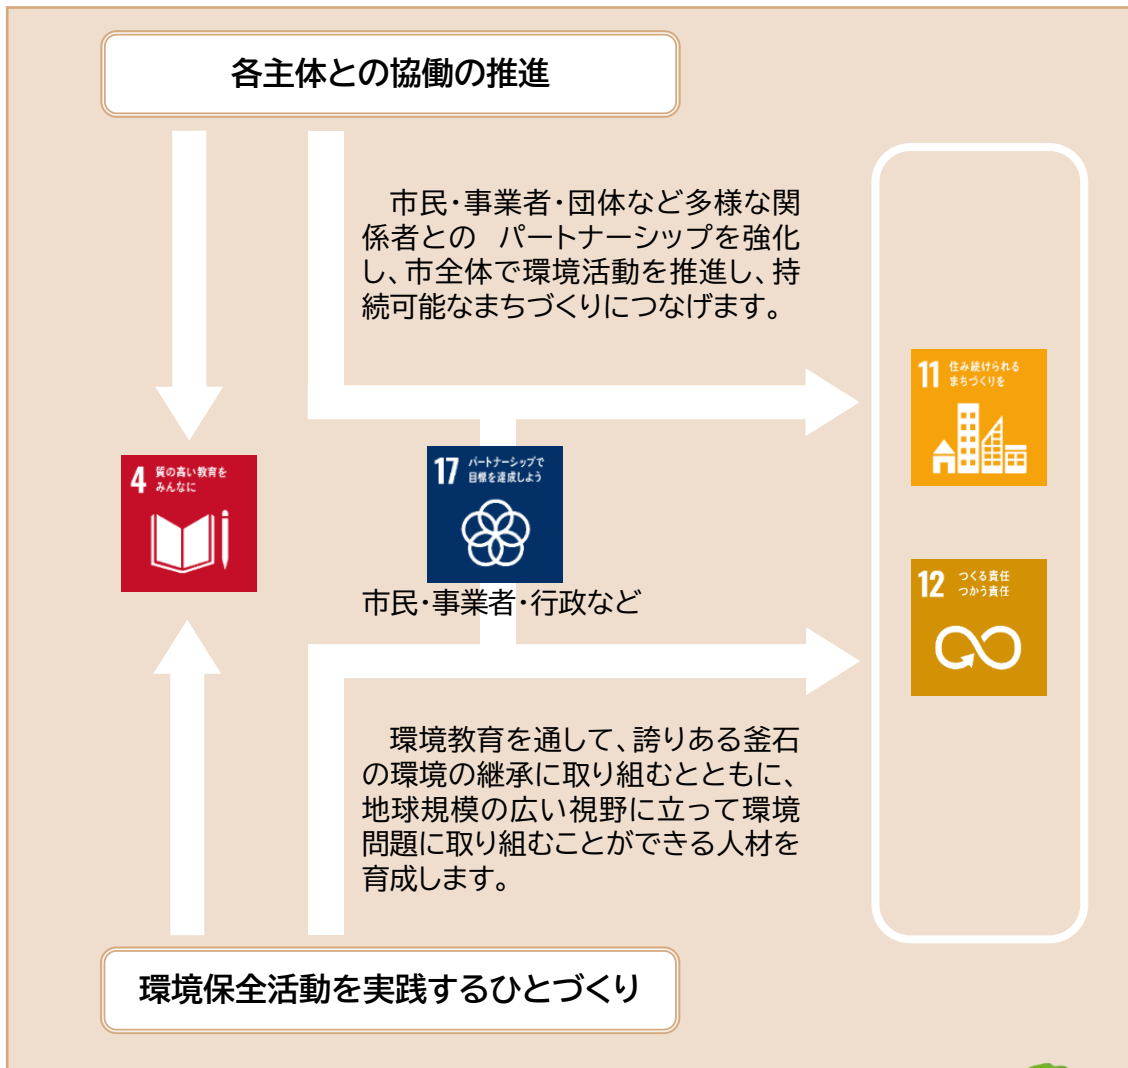 各主体との協働の推進
市民・事業者・団体など多様な関
係者との　パートナーシップを強化
し、市全体で環境活動を推進し、持
続可能なまちづくりにつなげます。
11 住み続けられる
まちづくりを
4 質の高い教育を
みんなに
17 パートナーシップで
目標を達成しよう
市民・事業者・行政など
12 つくる責任
つかう責任
環境教育を通して、誇りある釜石
の環境の継承に取り組むとともに、
地球規模の広い視野に立って環境
問題に取り組むことができる人材を
育成します。
環境保全活動を実践するひとづくり